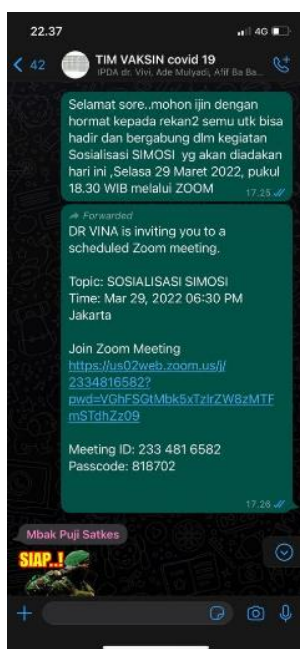 22.37
4G
42
TIM VAKSIN covid 19
IPDA dr. Vivi, Ade Mulyadi, Afif Ba Ba...
Selamat sore..mohon ijin dengan
hormat kepada rekan2 semu utk bisa
hadir dan bergabung dlm kegiatan
Sosialisasi SIMOSI yg akan diadakan
hari ini ,Selasa 29 Maret 2022, pukul
18.30 WIB melalui ZOOM
17.25
Forwarded
DR VINA is inviting you to a
scheduled Zoom meeting.
Topic: SOSIALISASI SIMOSI
Time: Mar 29, 2022 06:30 PM
Jakarta
Join Zoom Meeting
https://us02web.zoom.us/j/
2334816582?
pwd=VGhFSGtMbk5xTzlrZW8zMTF
mSTdhZz09
Meeting ID: 233 481 6582
Passcode: 818702
17.26
Mbak Puji Satkes
SIAP..!